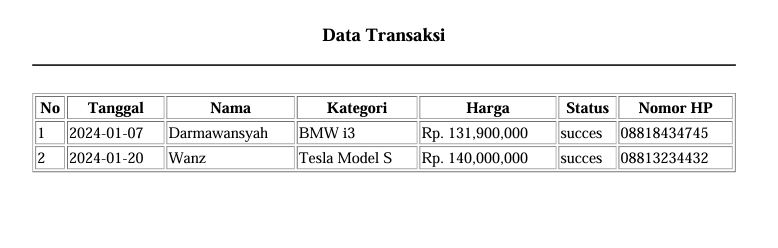 Data Transaksi
No Tanggal Nama Kategori Harga Status Nomor HP
1 2024-01-07 Darmawansyah BMW i3 Rp. 131,900,000 succes 08818434745
2 2024-01-20 Wanz Tesla Model S Rp. 140,000,000 succes 08813234432